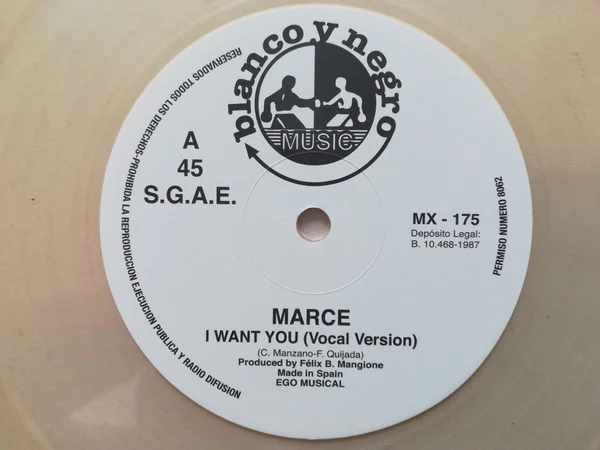 blanco y negro
MUSIC
A
45
S.G.A.E.
MX - 175
Depósito Legal:
B. 10.468-1987
PERMISO NUMERO 8062
RESERVADOS TODOS LOS DERECHOS-PROHIBIDA LA REPRODUCCION EJECUCION PUBLICA Y RADIO DIFUSION
MARCE
I WANT YOU (Vocal Version)
(C. Manzano-F. Quijada)
Produced by Félix B. Mangione
Made in Spain
EGO MUSICAL